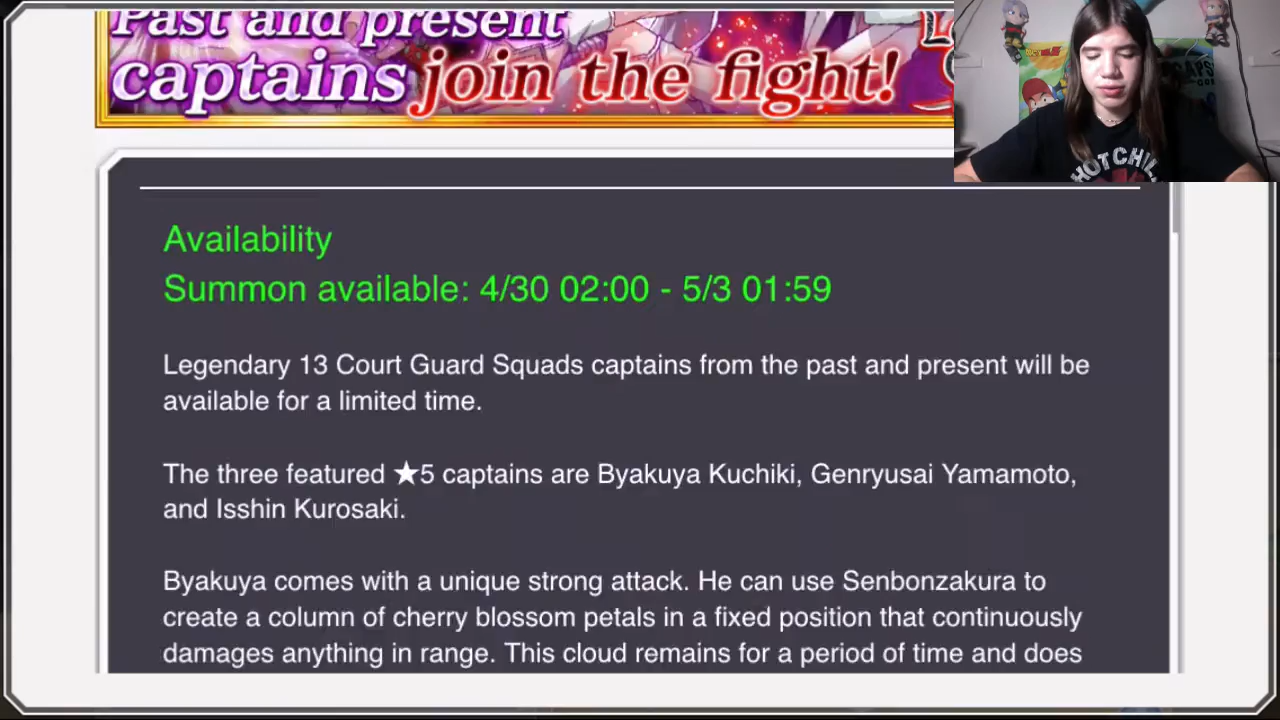 Past and present
captains join the fight!
Availability
Summon available: 4/30 02:00 - 5/3 01:59
Legendary 13 Court Guard Squads captains from the past and present will be
available for a limited time.
The three featured ★5 captains are Byakuya Kuchiki, Genryusai Yamamoto,
and Isshin Kurosaki.
Byakuya comes with a unique strong attack. He can use Senbonzakura to
create a column of cherry blossom petals in a fixed position that continuously
damages anything in range. This cloud remains for a period of time and does
HOT CHIL